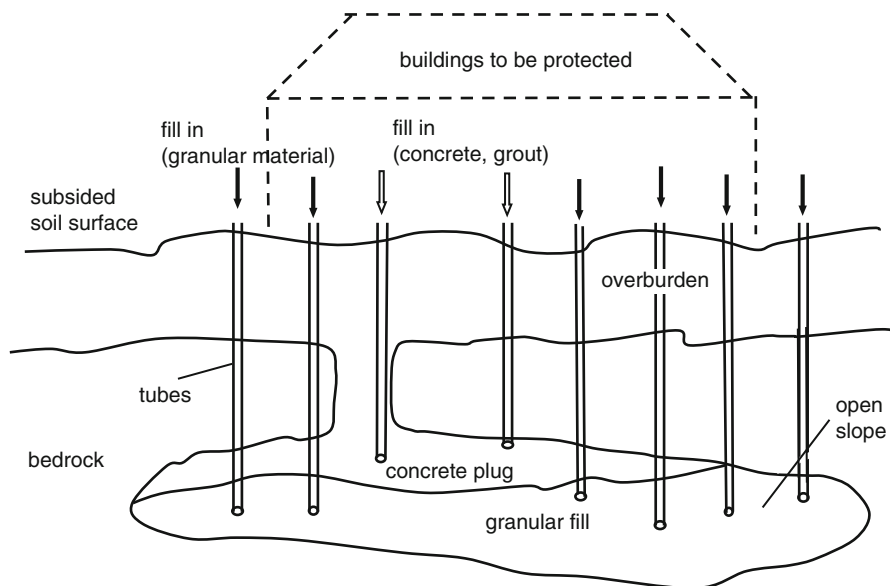 buildings to be protected
fill in
(granular material)
fill in
(concrete, grout)
subsided
soil surface
overburden
tubes
open
slope
bedrock
concrete plug
granular fill